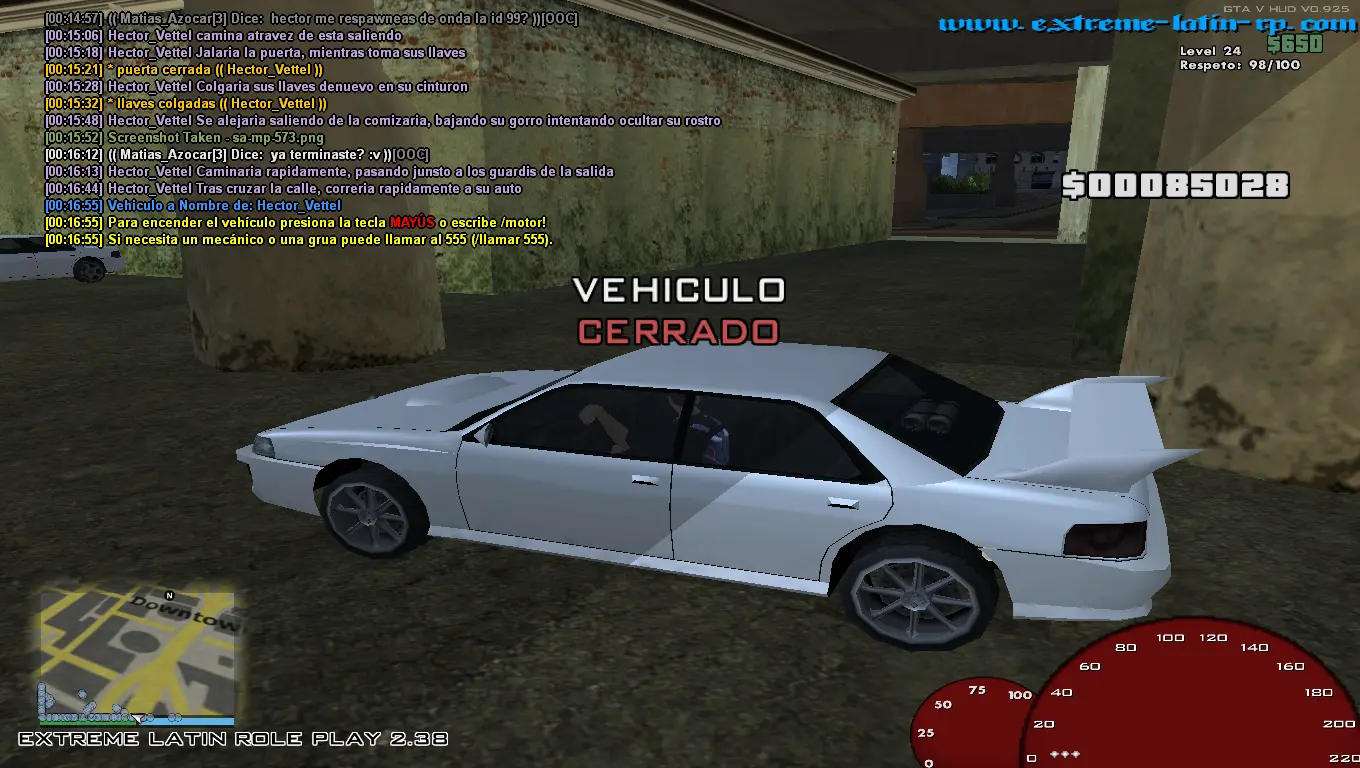 GTA V HUD V0.925
www. extreme-latin-rp. com
$650
Level 24
Respeto: 98/100
$00085028
[00:14:57] (( Matias_Azocar[3] Dice:  hector me respawneas de onda la id 99? ))[OOC]
[00:15:06] Hector_Vettel camina atravez de esta saliendo
[00:15:18] Hector_Vettel Jalaria la puerta, mientras toma sus llaves
[00:15:21] * puerta cerrada (( Hector_Vettel ))
[00:15:28] Hector_Vettel Colgaria sus llaves denuevo en su cinturon
[00:15:32] * llaves colgadas (( Hector_Vettel ))
[00:15:48] Hector_Vettel Se alejaria saliendo de la comizaria, bajando su gorro intentando ocultar su rostro
[00:15:52] Screenshot Taken - sa-mp-573.png
[00:16:12] (( Matias_Azocar[3] Dice:  ya terminaste? :v ))[OOC]
[00:16:13] Hector_Vettel Caminaria rapidamente, pasando junsto a los guardis de la salida
[00:16:44] Hector_Vettel Tras cruzar la calle, correria rapidamente a su auto
[00:16:55] Vehiculo a Nombre de: Hector_Vettel
[00:16:55] Para encender el vehículo presiona la tecla MAYÚS o escribe /motor!
[00:16:55] Si necesita un mecánico o una grua puede llamar al 555 (/llamar 555).
VEHICULO
CERRADO
N
Downtown
EXTREME LATIN ROLE PLAY 2.38
0 25 50 75 100
0 20 40 60 80 100 120 140 160 180 200 220